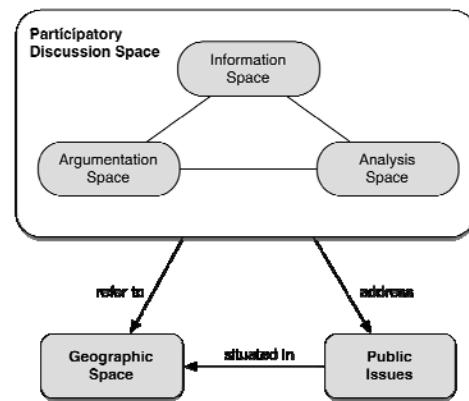 Participatory
Discussion Space
Information
Space
Argumentation
Space
Analysis
Space
refer to
address
Geographic
Space
situated in
Public
Issues